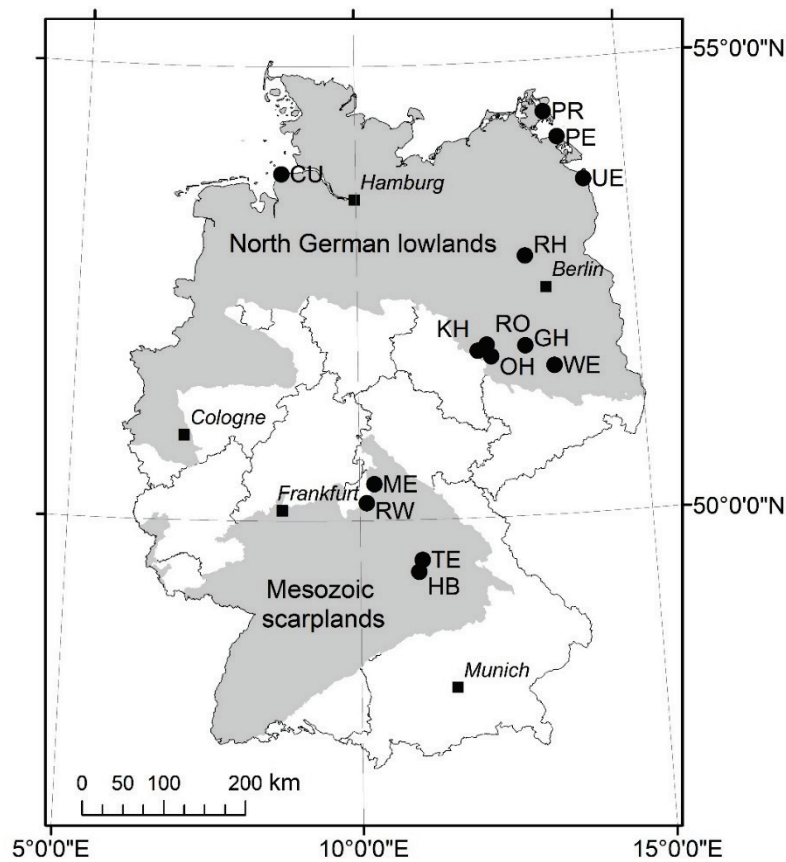 55°0'0"N
PR
PE
CU
UE
Hamburg
North German lowlands
RH
Berlin
KH
RO
GH
OH
WE
Cologne
ME
Frankfurt
RW
50°0'0"N
TE
HB
Mesozoic
scarplands
Munich
0 50 100 200 km
5°0'0"E 10°0'0"E 15°0'0"E